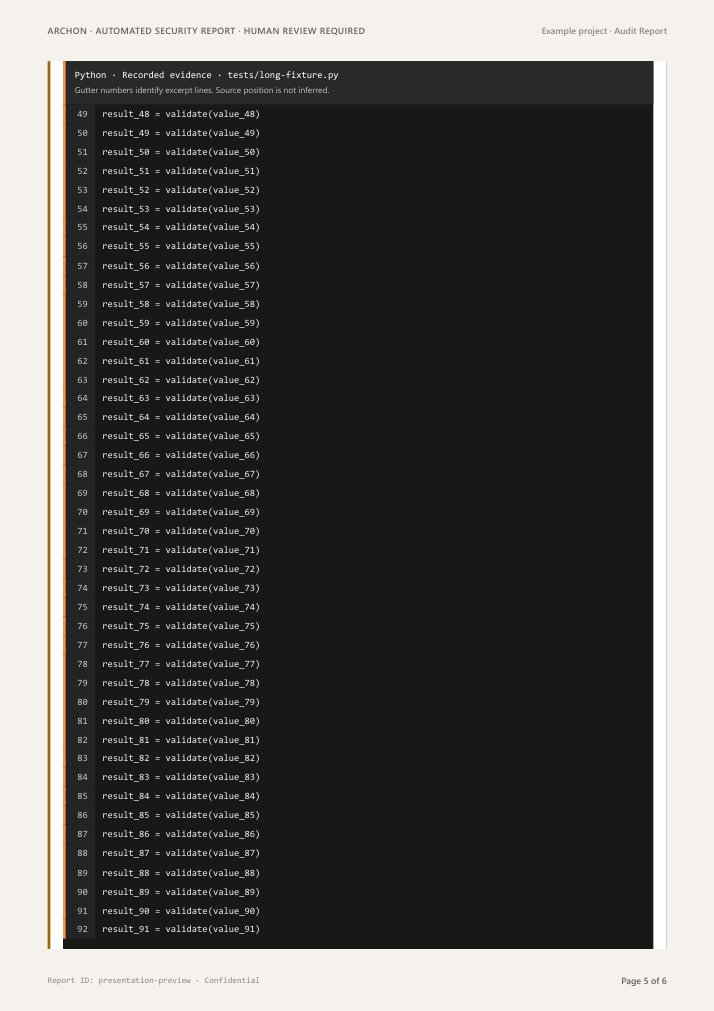 ARCHON · AUTOMATED SECURITY REPORT · HUMAN REVIEW REQUIRED Example project · Audit Report
Python · Recorded evidence · tests/long-fixture.py
Gutter numbers identify excerpt lines. Source position is not inferred.
49 result_48 = validate(value_48)
50 result_49 = validate(value_49)
51 result_50 = validate(value_50)
52 result_51 = validate(value_51)
53 result_52 = validate(value_52)
54 result_53 = validate(value_53)
55 result_54 = validate(value_54)
56 result_55 = validate(value_55)
57 result_56 = validate(value_56)
58 result_57 = validate(value_57)
59 result_58 = validate(value_58)
60 result_59 = validate(value_59)
61 result_60 = validate(value_60)
62 result_61 = validate(value_61)
63 result_62 = validate(value_62)
64 result_63 = validate(value_63)
65 result_64 = validate(value_64)
66 result_65 = validate(value_65)
67 result_66 = validate(value_66)
68 result_67 = validate(value_67)
69 result_68 = validate(value_68)
70 result_69 = validate(value_69)
71 result_70 = validate(value_70)
72 result_71 = validate(value_71)
73 result_72 = validate(value_72)
74 result_73 = validate(value_73)
75 result_74 = validate(value_74)
76 result_75 = validate(value_75)
77 result_76 = validate(value_76)
78 result_77 = validate(value_77)
79 result_78 = validate(value_78)
80 result_79 = validate(value_79)
81 result_80 = validate(value_80)
82 result_81 = validate(value_81)
83 result_82 = validate(value_82)
84 result_83 = validate(value_83)
85 result_84 = validate(value_84)
86 result_85 = validate(value_85)
87 result_86 = validate(value_86)
88 result_87 = validate(value_87)
89 result_88 = validate(value_88)
90 result_89 = validate(value_89)
91 result_90 = validate(value_90)
92 result_91 = validate(value_91)
Report ID: presentation-preview · Confidential Page 5 of 6